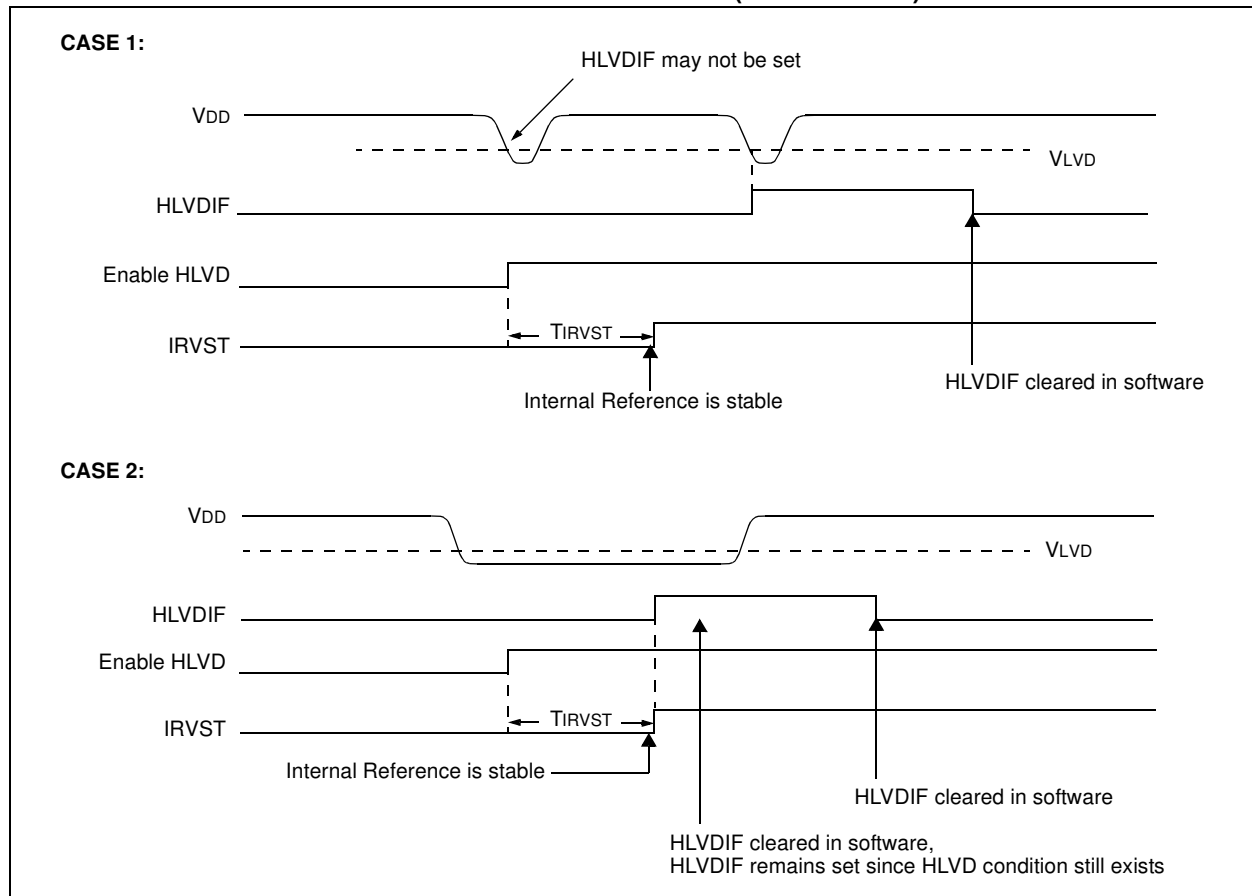 CASE 1:
HLVDIF may not be set
VDD
VLVD
HLVDIF
Enable HLVD
TIRVST
IRVST
HLVDIF cleared in software
Internal Reference is stable
CASE 2:
VDD
VLVD
HLVDIF
Enable HLVD
TIRVST
IRVST
Internal Reference is stable
HLVDIF cleared in software
HLVDIF cleared in software,
HLVDIF remains set since HLVD condition still exists